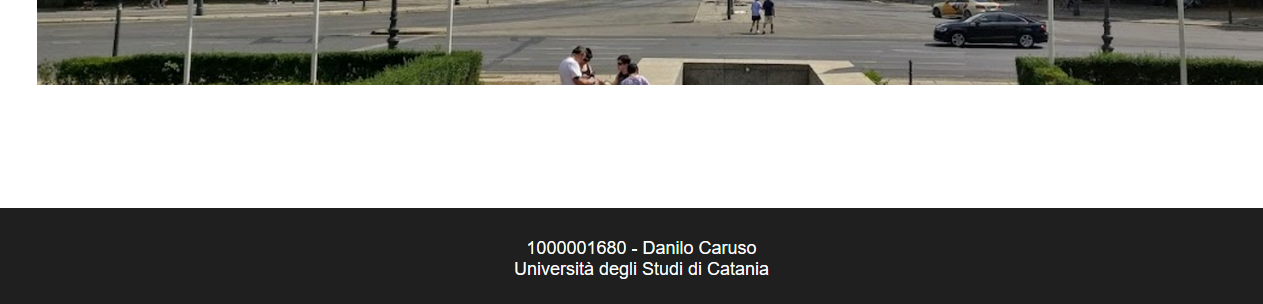 1000001680 - Danilo Caruso
Università degli Studi di Catania